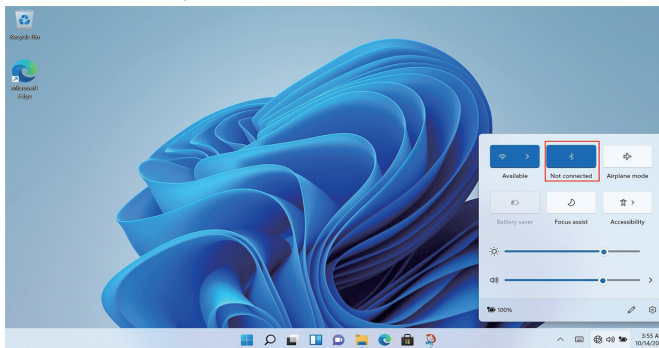 Recycle Bin
Microsoft
Edge
Available
Not connected
Airplane mode
Battery saver
Focus assist
Accessibility
100%
3:55 A
10/14/20